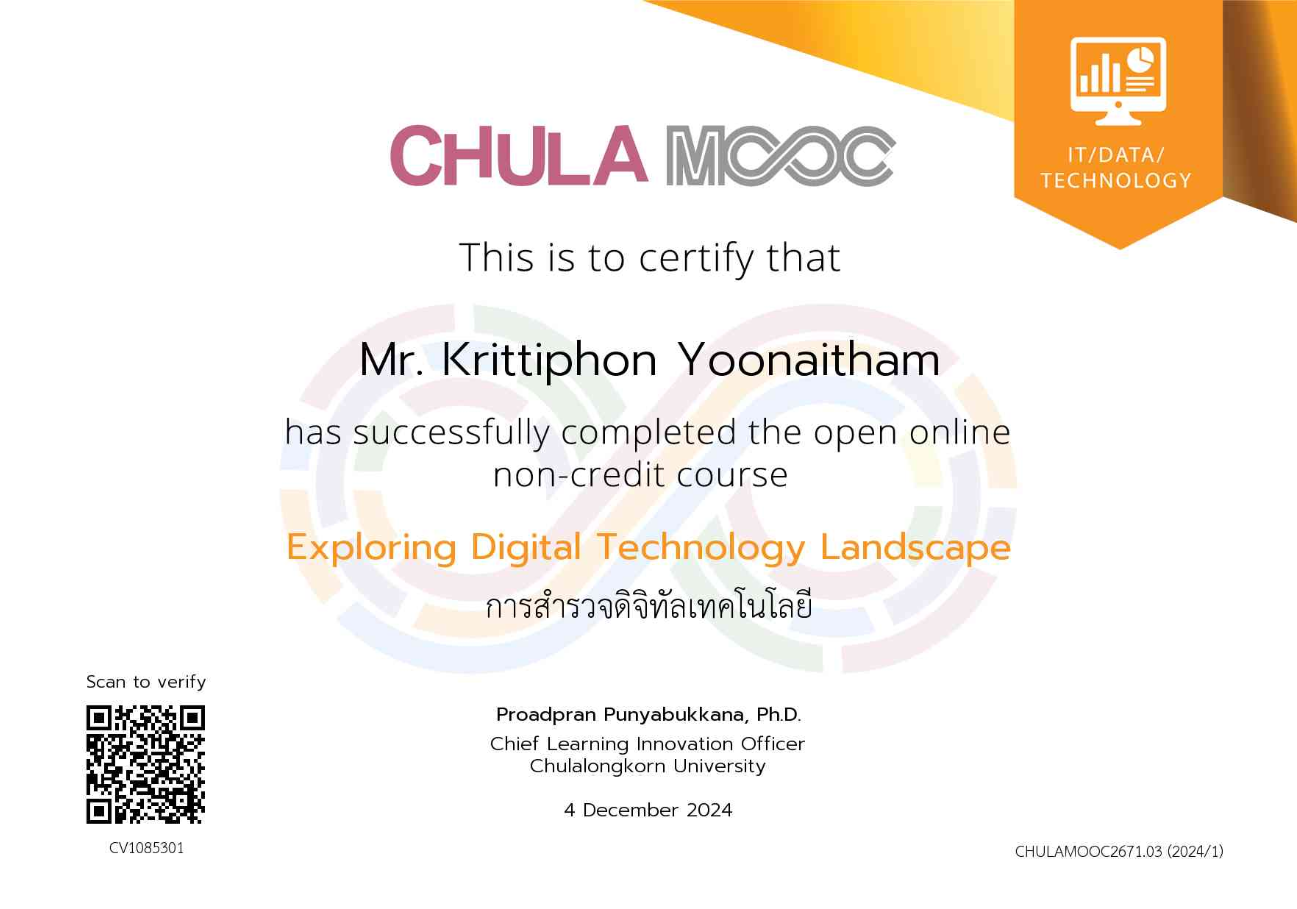 CHULA MOOC
IT/DATA/
TECHNOLOGY
This is to certify that
Mr. Krittiphon Yoonaitham
has successfully completed the open online
non-credit course
Exploring Digital Technology Landscape
การสำรวจดิจิทัลเทคโนโลยี
Scan to verify
CV1085301
Proadpran Punyabukkana, Ph.D.
Chief Learning Innovation Officer
Chulalongkorn University
4 December 2024
CHULAMOOC2671.03 (2024/1)